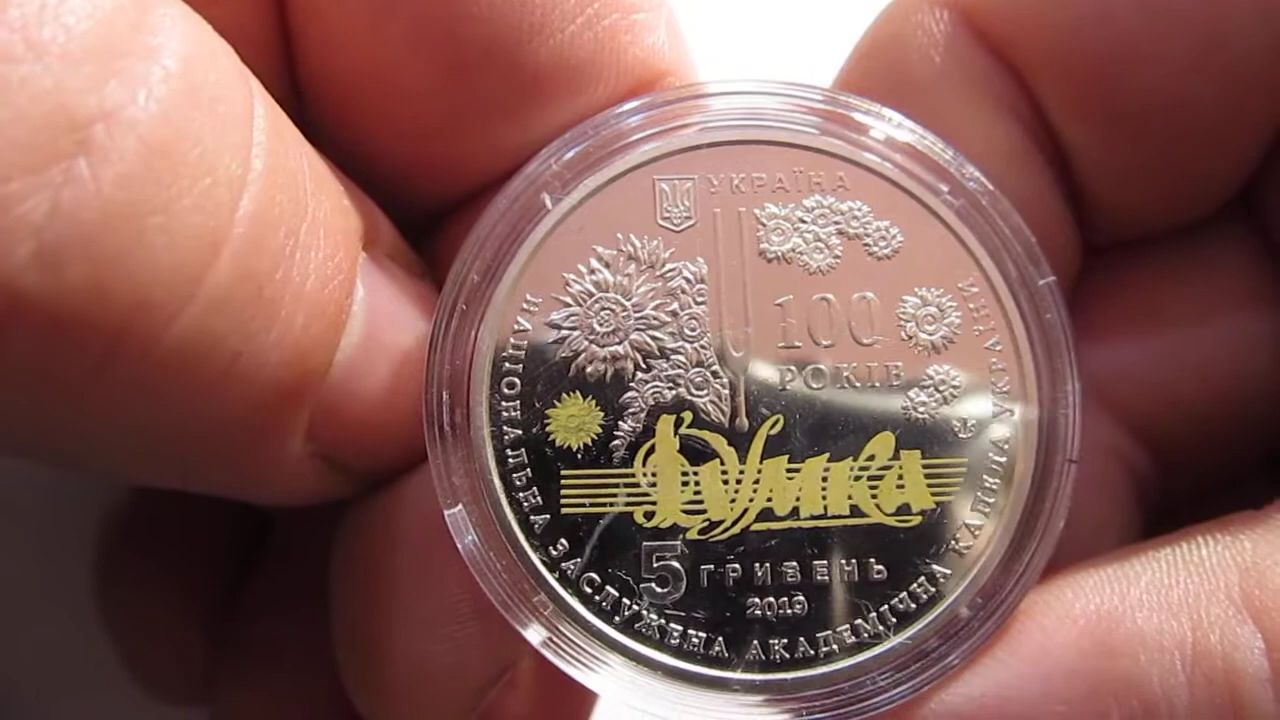 УКРАЇНА
100
РОКІВ
Думка
5 ГРИВЕНЬ
2019
НАЦІОНАЛЬНА ЗАСЛУЖЕНА АКАДЕМІЧНА КАПЕЛА УКРАЇНИ